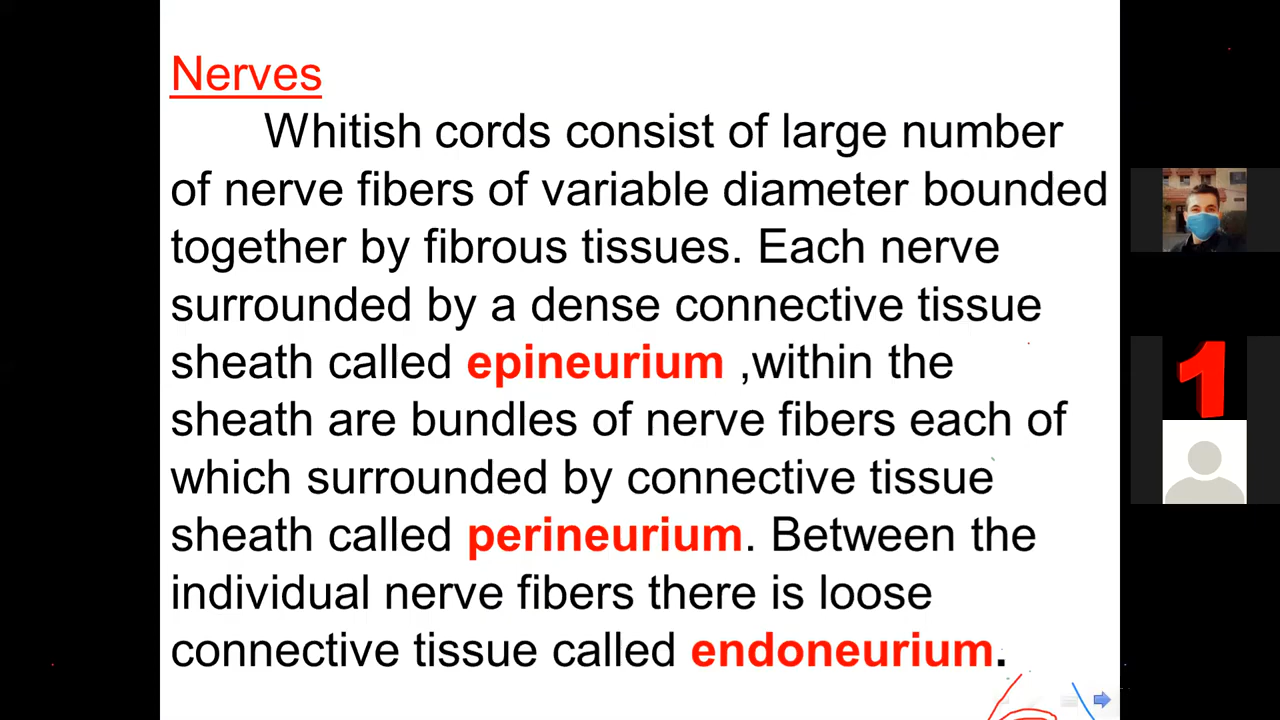 Nerves
Whitish cords consist of large number
of nerve fibers of variable diameter bounded
together by fibrous tissues. Each nerve
surrounded by a dense connective tissue
sheath called epineurium ,within the
sheath are bundles of nerve fibers each of
which surrounded by connective tissue
sheath called perineurium. Between the
individual nerve fibers there is loose
connective tissue called endoneurium.
1